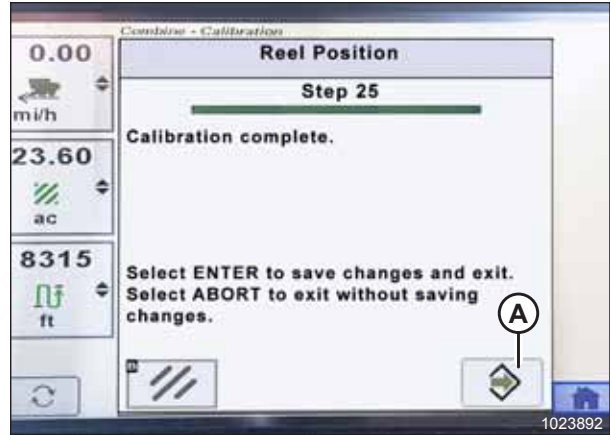 Combine - Calibration
0.00
mi/h
23.60
ac
8315
ft
Reel Position
Step 25
Calibration complete.
Select ENTER to save changes and exit.
Select ABORT to exit without saving
changes.
A
1023892